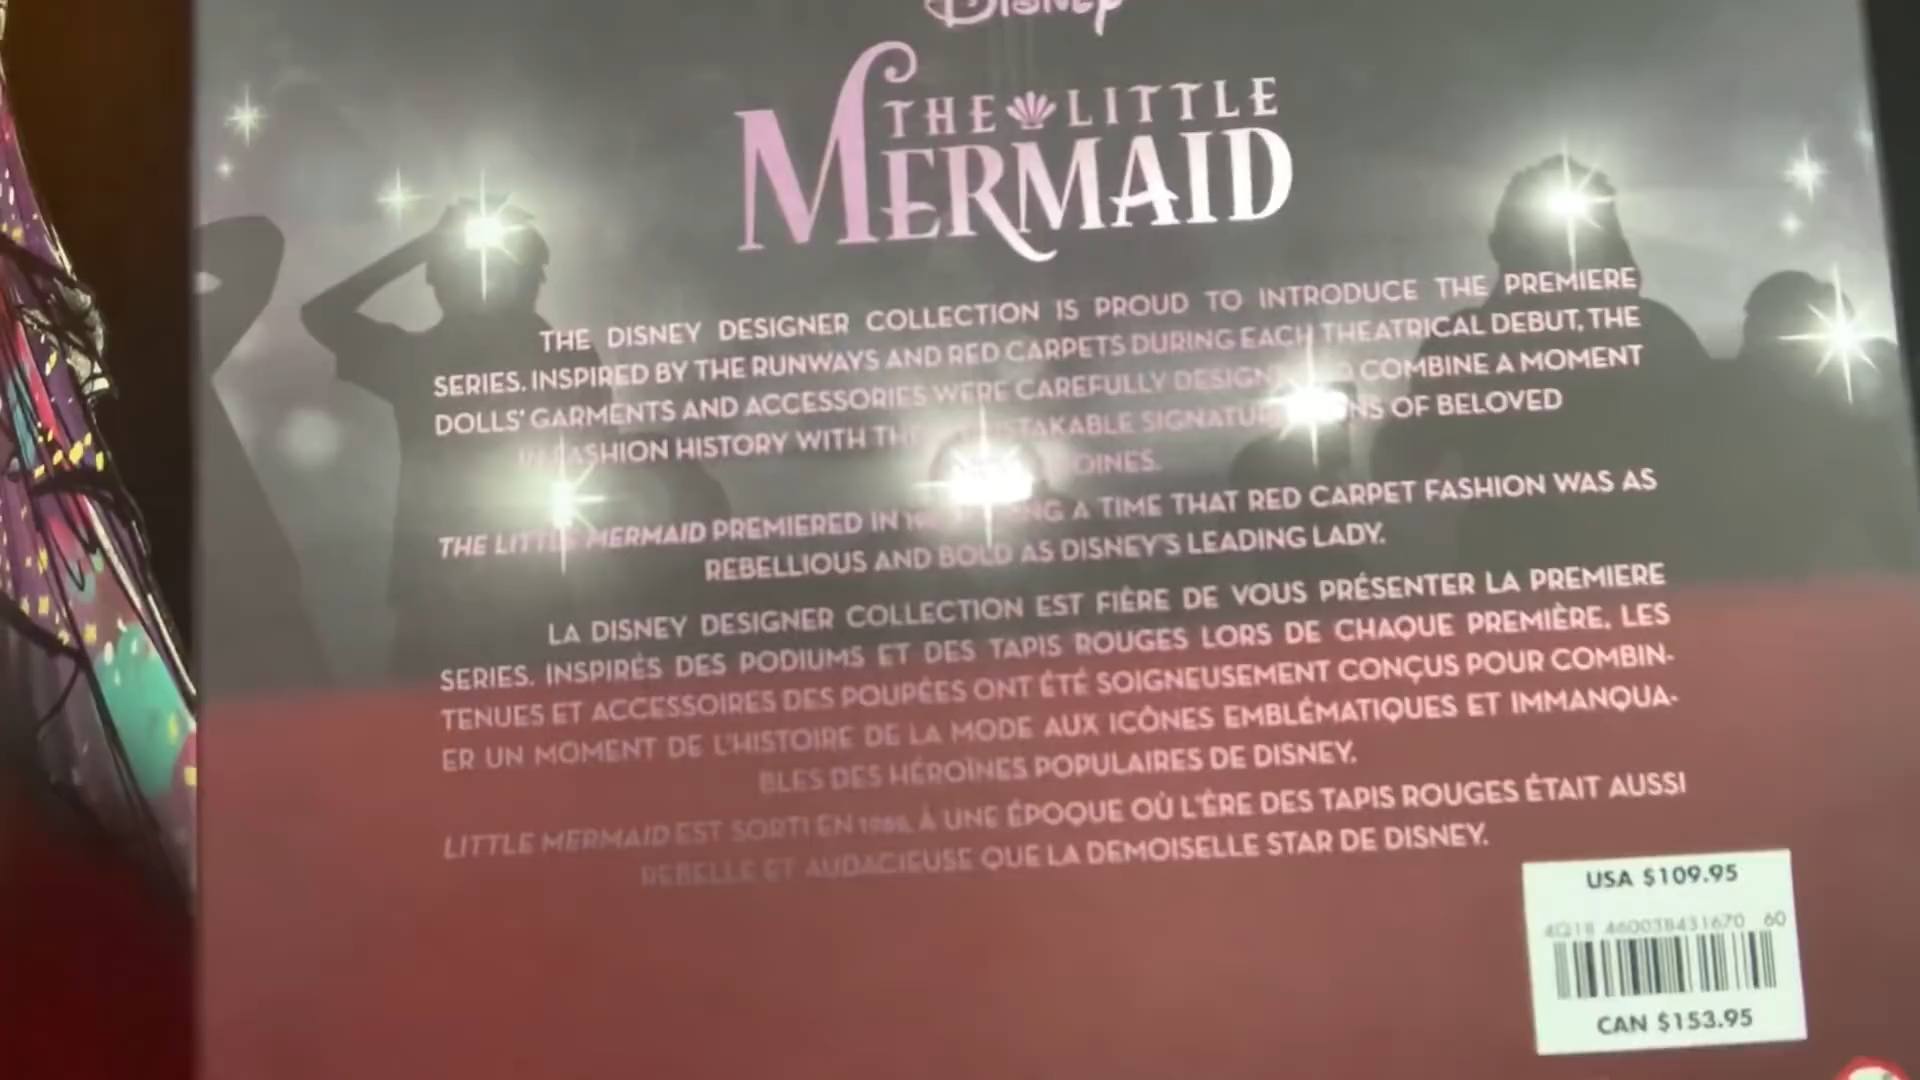 Disney
THE LITTLE
MERMAID
THE DISNEY DESIGNER COLLECTION IS PROUD TO INTRODUCE THE PREMIERE
SERIES. INSPIRED BY THE RUNWAYS AND RED CARPETS DURING EACH THEATRICAL DEBUT, THE
DOLLS' GARMENTS AND ACCESSORIES WERE CAREFULLY COMBINE A MOMENT
IN FASHION HISTORY WITH OF BELOVED
THE LITTLE MERMAID PREMIERED IN A TIME THAT RED CARPET FASHION WAS AS
REBELLIOUS AND BOLD AS DISNEY'S LEADING LADY.
LA DISNEY DESIGNER COLLECTION EST FIÈRE DE VOUS PRÉSENTER LA PREMIERE
SERIES. INSPIRÉS DES PODIUMS ET DES TAPIS ROUGES LORS DE CHAQUE PREMIÈRE, LES
TENUES ET ACCESSOIRES DES POUPÉES ONT ÉTÉ SOIGNEUSEMENT CONÇUS POUR COMBIN-
ER UN MOMENT DE L'HISTOIRE DE LA MODE AUX ICÔNES EMBLÉMATIQUES ET IMMANQUA-
BLES DES HÉROÏNES POPULAIRES DE DISNEY.
LITTLE MERMAID EST SORTI EN 1989, À UNE ÉPOQUE OÙ L'ÈRE DES TAPIS ROUGES ÉTAIT AUSSI
REBELLE ET AUDACIEUSE QUE LA DEMOISELLE STAR DE DISNEY.
USA $109.95
4Q18 460038431670 60
CAN $153.95